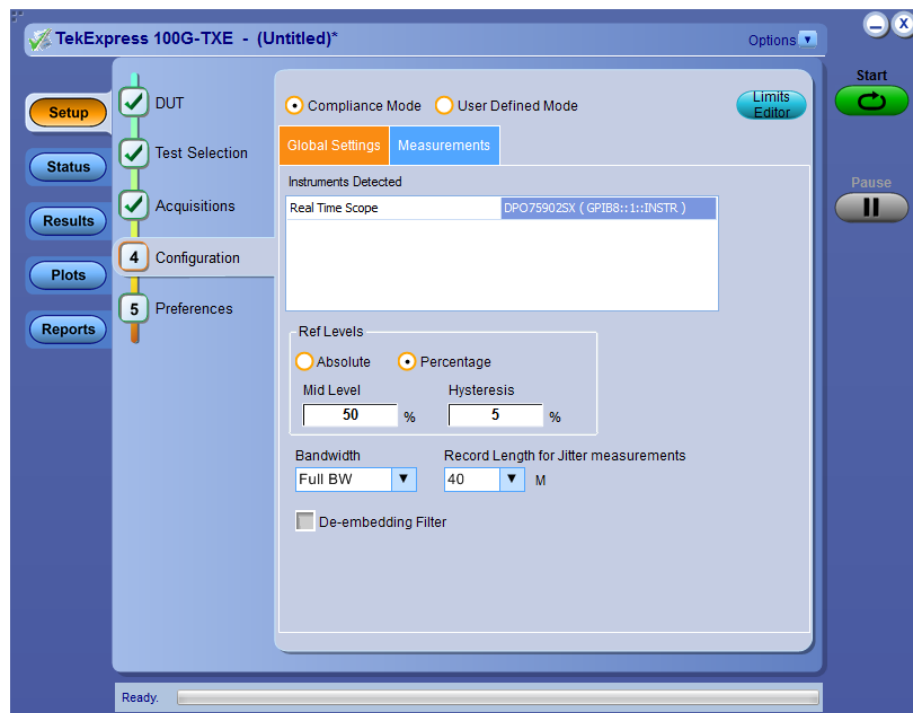 TekExpress 100G-TXE - (Untitled)*
Options
Start
Pause
Setup
Status
Results
Plots
Reports
DUT
Test Selection
Acquisitions
4 Configuration
5 Preferences
Compliance Mode User Defined Mode
Limits
Editor
Global Settings Measurements
Instruments Detected
Real Time Scope DPO75902SX ( GPIB8::1::INSTR )
Ref Levels
Absolute Percentage
Mid Level Hysteresis
50 % 5 %
Bandwidth Record Length for Jitter measurements
Full BW 40 M
De-embedding Filter
Ready.